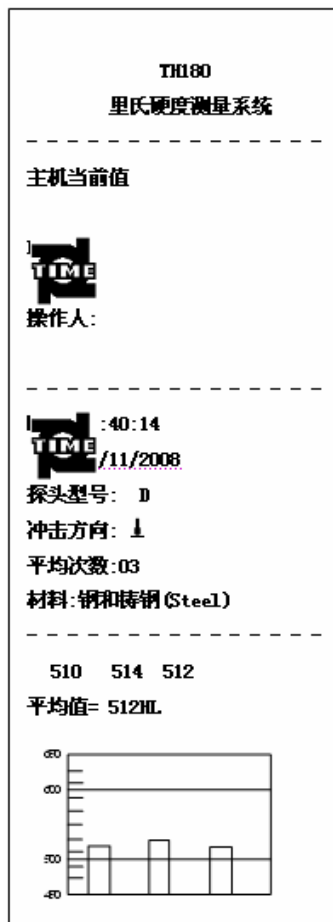 TH180
里氏硬度测量系统
主机当前值
TIME
操作人:
:40:14
TIME
/11/2008
探头型号: D
冲击方向:
平均次数:03
材料:钢和铸钢(Steel)
510 514 512
平均值= 512HL
600
500